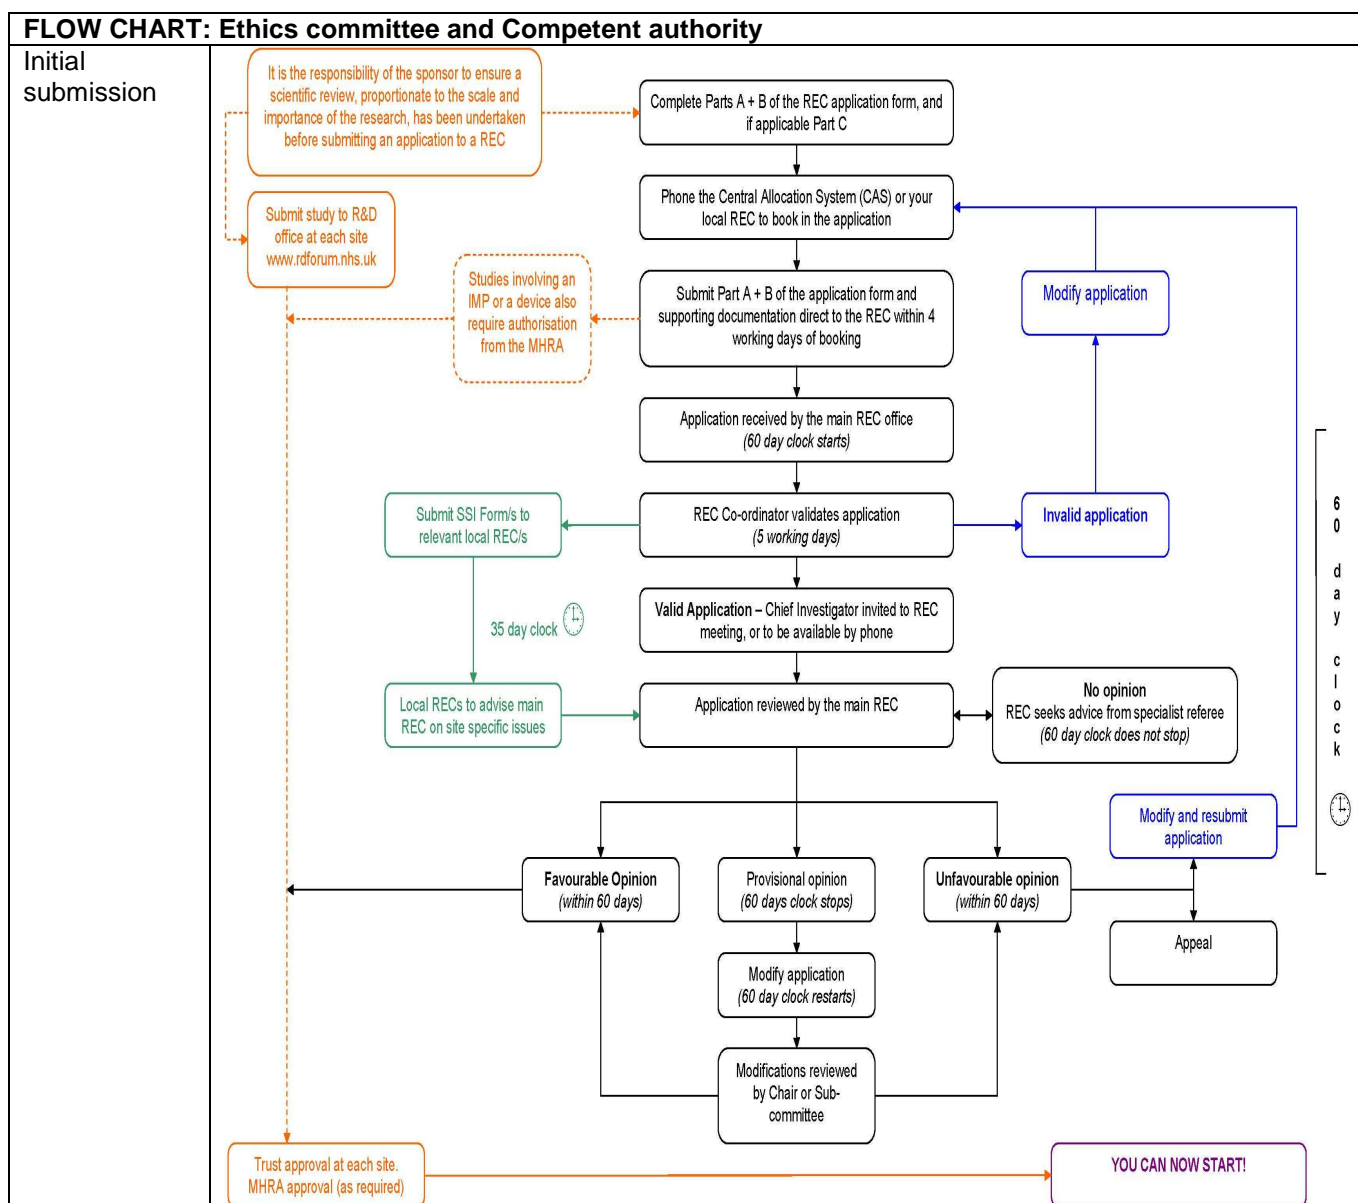 FLOW CHART: Ethics committee and Competent authority
Initial
submission
It is the responsibility of the sponsor to ensure a
scientific review, proportionate to the scale and
importance of the research, has been undertaken
before submitting an application to a REC
Complete Parts A + B of the REC application form, and
if applicable Part C
Submit study to R&D
office at each site
www.rdforum.nhs.uk
Phone the Central Allocation System (CAS) or your
local REC to book in the application
Studies involving an
IMP or a device also
require authorisation
from the MHRA
Submit Part A + B of the application form and
supporting documentation direct to the REC within 4
working days of booking
Modify application
Application received by the main REC office
(60 day clock starts)
Submit SSI Form/s to
relevant local REC/s
REC Co-ordinator validates application
(5 working days)
Invalid application
35 day clock
Valid Application – Chief Investigator invited to REC
meeting, or to be available by phone
Local RECs to advise main
REC on site specific issues
Application reviewed by the main REC
No opinion
REC seeks advice from specialist referee
(60 day clock does not stop)
60 day clock
Modify and resubmit
application
Favourable Opinion
(within 60 days)
Provisional opinion
(60 days clock stops)
Unfavourable opinion
(within 60 days)
Appeal
Modify application
(60 day clock restarts)
Modifications reviewed
by Chair or Sub-
committee
Trust approval at each site.
MHRA approval (as required)
YOU CAN NOW START!